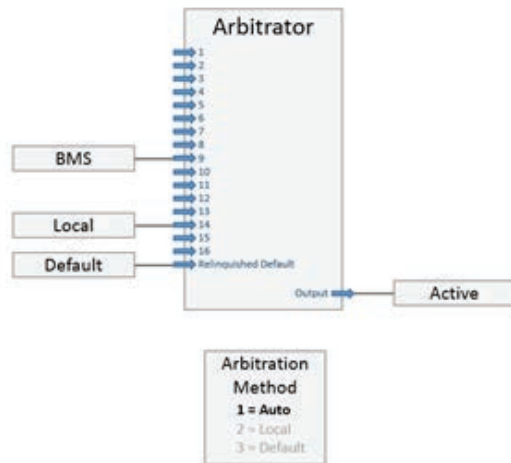 Arbitrator
1
2
3
4
5
6
7
8
BMS 9
10
11
12
13
Local 14
15
16
Default Relinquished Default
Output Active
Arbitration
Method
1 = Auto
2 = Local
3 = Default